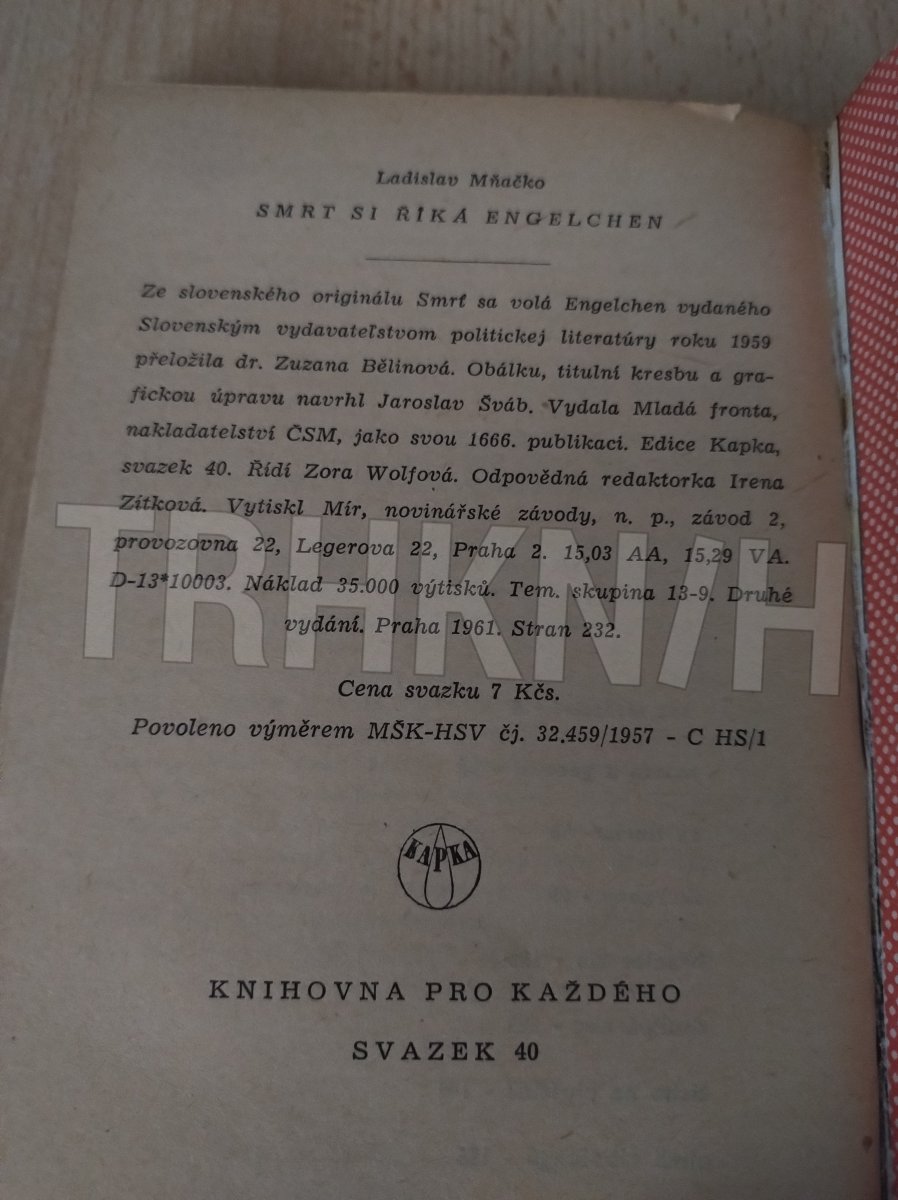 Ladislav Mňačko
SMRT SI ŘÍKÁ ENGELCHEN
Ze slovenského originálu Smrť sa volá Engelchen vydaného
Slovenským vydavateľstvom politickej literatúry roku 1959
přeložila dr. Zuzana Bělinová. Obálku, titulní kresbu a gra-
fickou úpravu navrhl Jaroslav Šváb. Vydala Mladá fronta,
nakladatelství ČSM, jako svou 1666. publikaci. Edice Kapka,
svazek 40. Řídí Zora Wolfová. Odpovědná redaktorka Irena
Zítková. Vytiskl Mír, novinářské závody, n. p., závod 2,
provozovna 22, Legerova 22, Praha 2. 15,03 AA, 15,29 VA.
D-13*10003. Náklad 35.000 výtisků. Tem. skupina 13-9. Druhé
vydání. Praha 1961. Stran 232.
TRHKNIH
Cena svazku 7 Kčs.
Povoleno výměrem MŠK-HSV čj. 32.459/1957 - C HS/1
KAPKA
KNIHOVNA PRO KAŽDÉHO
SVAZEK 40